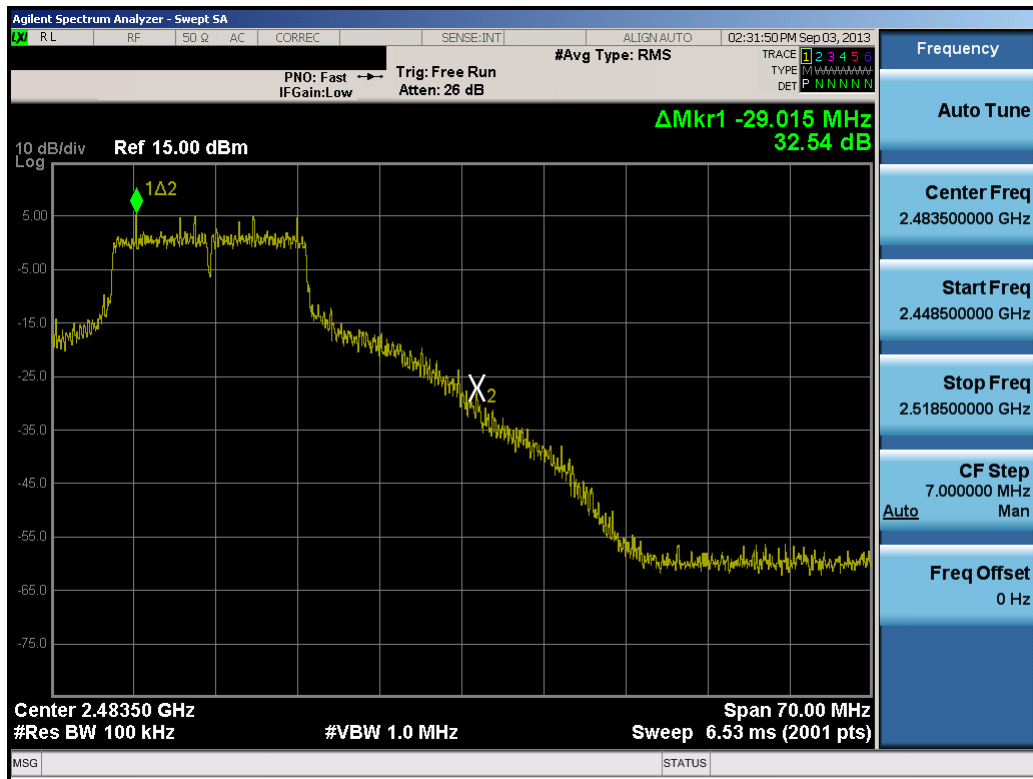 Agilent Spectrum Analyzer - Swept SA
LXI RL RF 50 Ω AC CORREC SENSE:INT ALIGN AUTO 02:31:50 PM Sep 03, 2013
Frequency
#Avg Type: RMS
TRACE 1 2 3 4 5 6
PNO: Fast Trig: Free Run
TYPE M W W W W W
IFGain:Low Atten: 26 dB
DET P N N N N N
Auto Tune
ΔMkr1 -29.015 MHz
32.54 dB
10 dB/div Ref 15.00 dBm
Log
1Δ2
5.00
-5.00
-15.0
-25.0
X2
-35.0
-45.0
-55.0
-65.0
-75.0
Center Freq
2.483500000 GHz
Start Freq
2.448500000 GHz
Stop Freq
2.518500000 GHz
CF Step
7.000000 MHz
Auto Man
Freq Offset
0 Hz
Center 2.48350 GHz Span 70.00 MHz
#Res BW 100 kHz #VBW 1.0 MHz Sweep 6.53 ms (2001 pts)
MSG STATUS